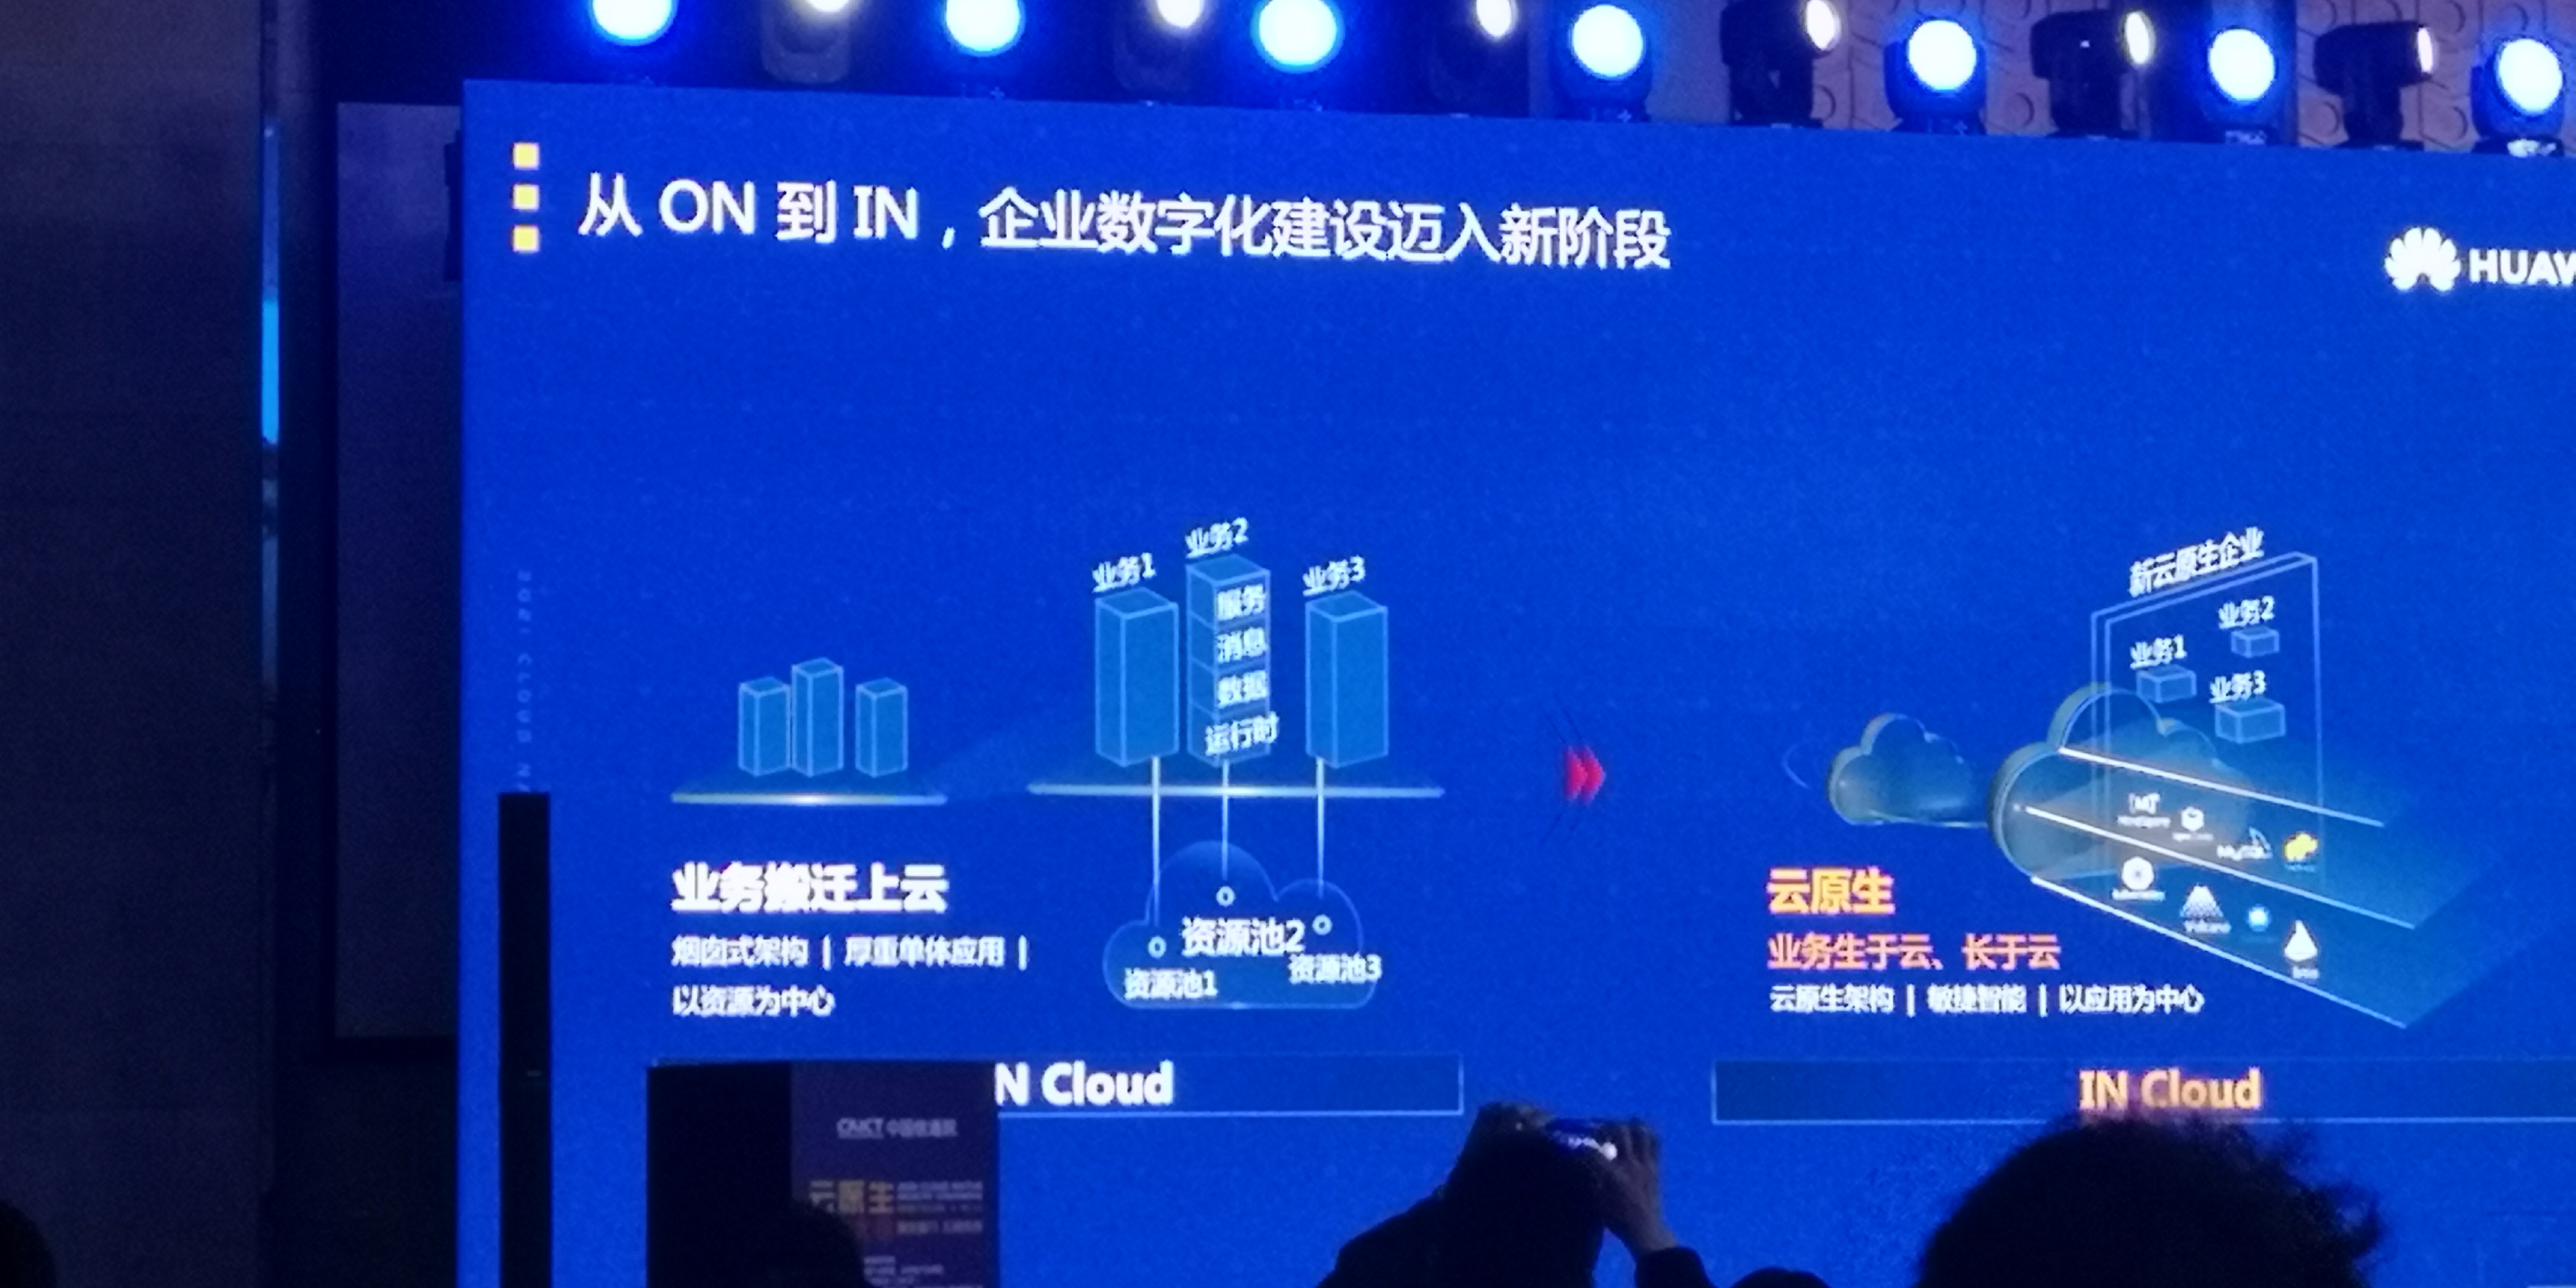 从 ON 到 IN，企业数字化建设迈入新阶段
HUAW
业务1
业务2
业务3
服务
消息
数据
运行时
业务搬迁上云
烟囱式架构 | 厚重单体应用 |
以资源为中心
资源池2
资源池1
资源池3
N Cloud
新云原生企业
业务2
业务1
业务3
MySQL
Volcano
云原生
业务生于云、长于云
云原生架构 | 敏捷智能 | 以应用为中心
IN Cloud
CAICT 中国信通院
云原生